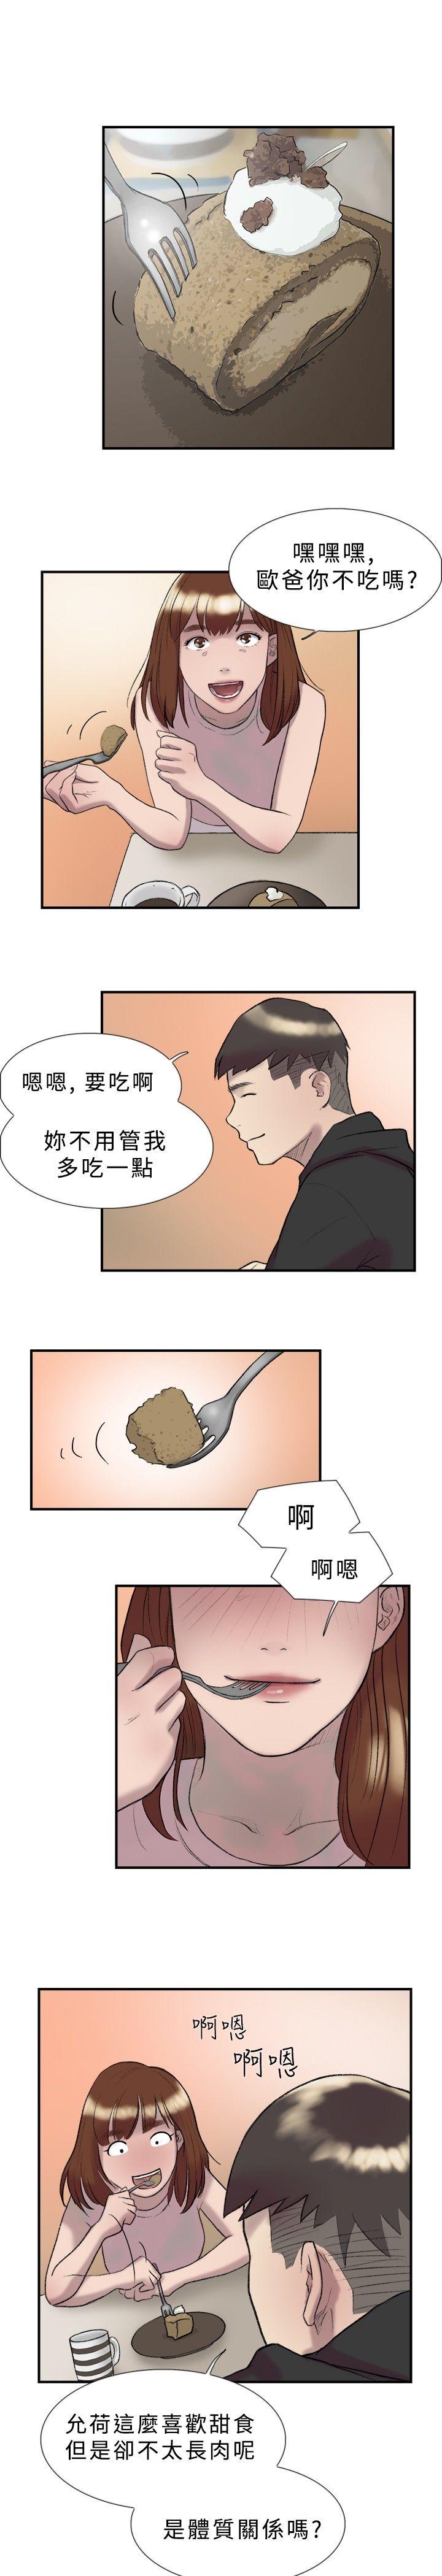 嘿嘿嘿,
歐爸你不吃嗎?
嗯嗯, 要吃啊
妳不用管我
多吃一點
啊
啊嗯
啊嗯
啊嗯
允荷這麼喜歡甜食
但是卻不太長肉呢
是體質關係嗎?